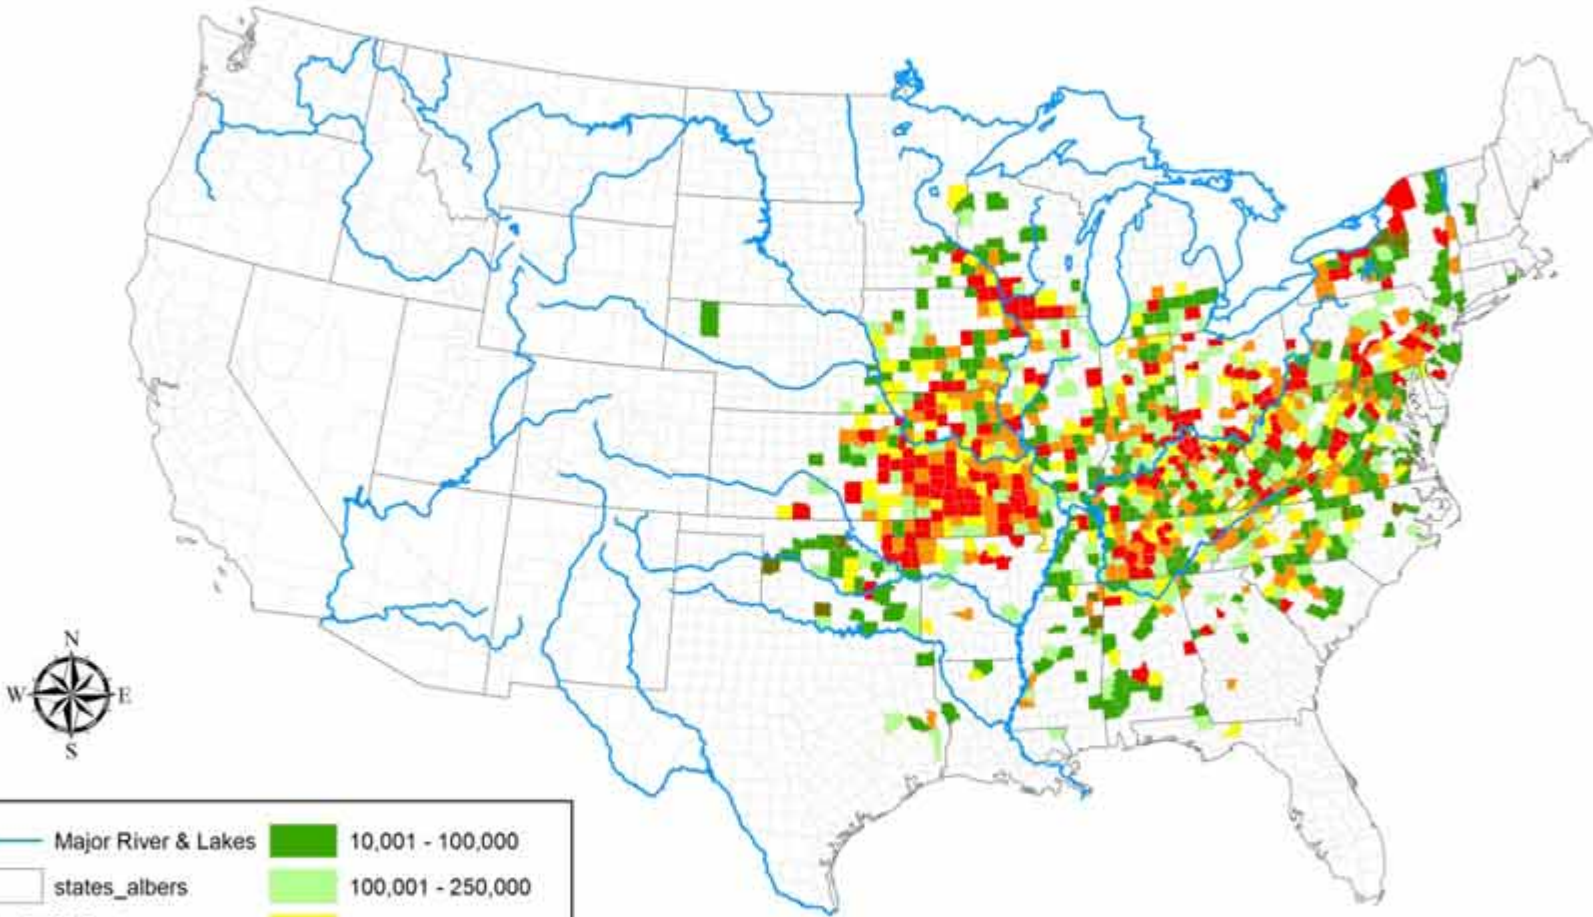 N
W E
S
Major River & Lakes 10,001 - 100,000
states_albers 100,001 - 250,000